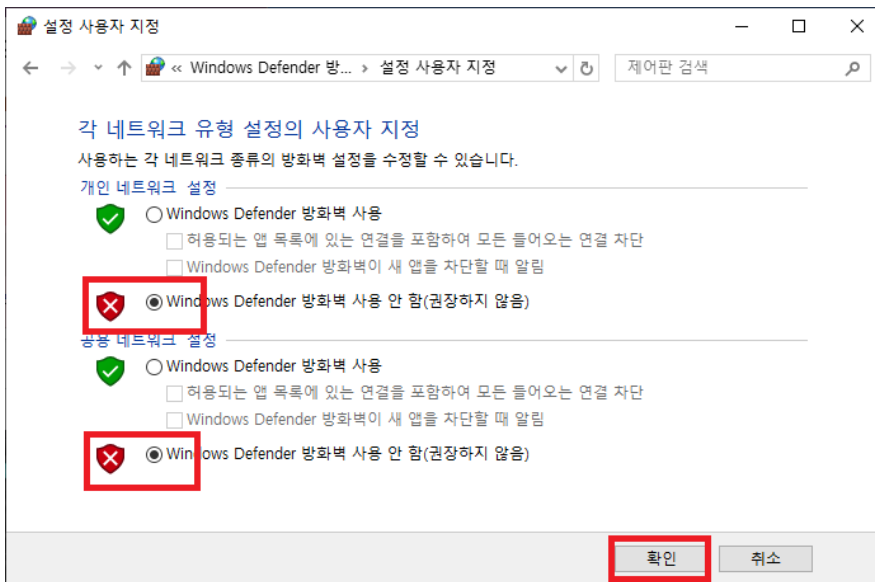 설정 사용자 지정
« Windows Defender 방... › 설정 사용자 지정
제어판 검색
각 네트워크 유형 설정의 사용자 지정
사용하는 각 네트워크 종류의 방화벽 설정을 수정할 수 있습니다.
개인 네트워크 설정
Windows Defender 방화벽 사용
허용되는 앱 목록에 있는 연결을 포함하여 모든 들어오는 연결 차단
Windows Defender 방화벽이 새 앱을 차단할 때 알림
Windows Defender 방화벽 사용 안 함(권장하지 않음)
공용 네트워크 설정
Windows Defender 방화벽 사용
허용되는 앱 목록에 있는 연결을 포함하여 모든 들어오는 연결 차단
Windows Defender 방화벽이 새 앱을 차단할 때 알림
Windows Defender 방화벽 사용 안 함(권장하지 않음)
확인
취소